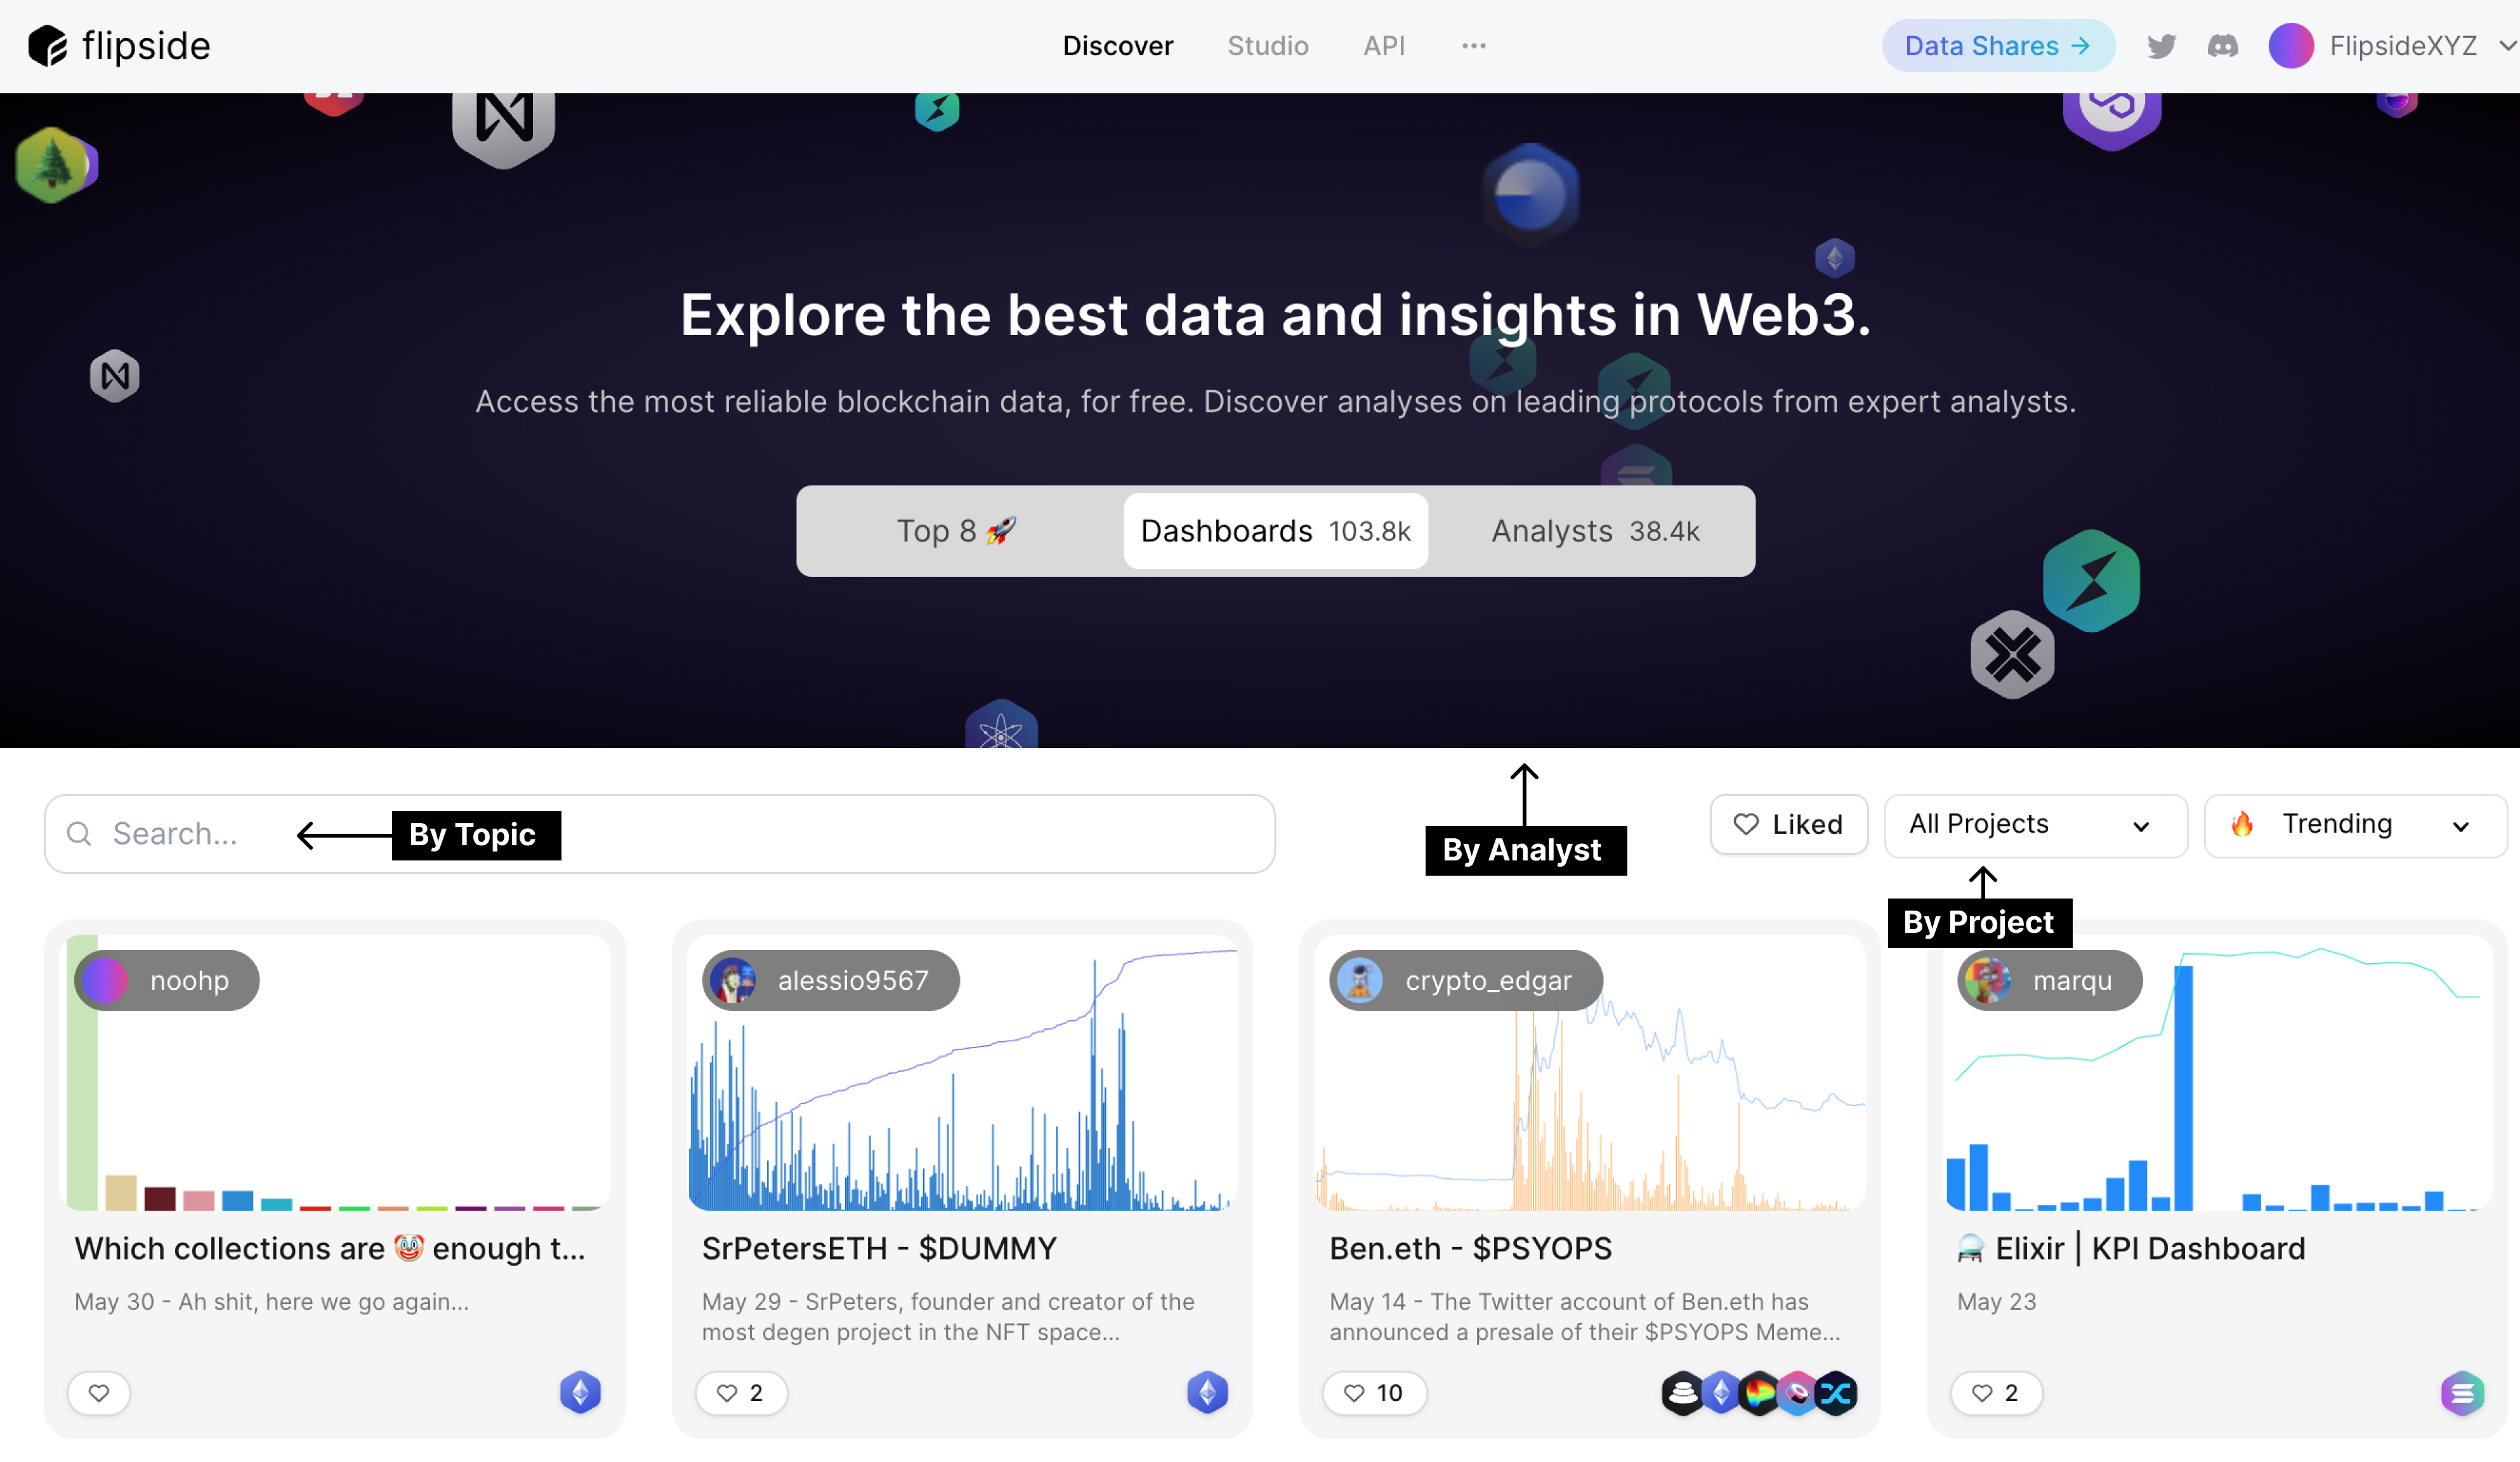 flipside
Discover
Studio
API
Data Shares →
FlipsideXYZ
Explore the best data and insights in Web3.
Access the most reliable blockchain data, for free. Discover analyses on leading protocols from expert analysts.
Top 8 🚀
Dashboards 103.8k
Analysts 38.4k
Search...
By Topic
By Analyst
Liked
All Projects
🔥 Trending
By Project
noohp
alessio9567
crypto_edgar
marqu
Which collections are 🤡 enough t...
May 30 - Ah shit, here we go again...
SrPetersETH - $DUMMY
May 29 - SrPeters, founder and creator of the
most degen project in the NFT space...
2
Ben.eth - $PSYOPS
May 14 - The Twitter account of Ben.eth has
announced a presale of their $PSYOPS Meme...
10
🔮 Elixir | KPI Dashboard
May 23
2